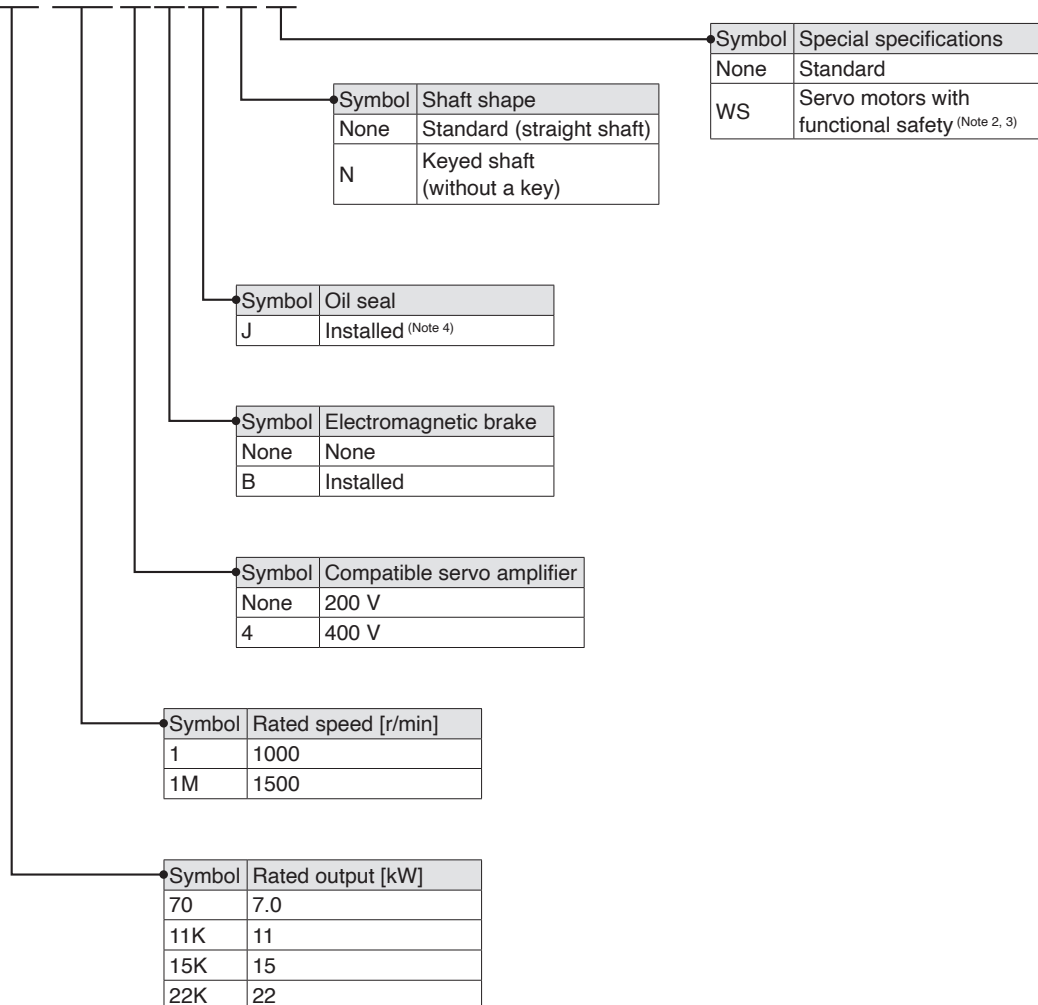 Symbol Special specifications
None Standard
WS Servo motors with
functional safety (Note 2, 3)
Symbol Shaft shape
None Standard (straight shaft)
N Keyed shaft
(without a key)
Symbol Oil seal
J Installed (Note 4)
Symbol Electromagnetic brake
None None
B Installed
Symbol Compatible servo amplifier
None 200 V
4 400 V
Symbol Rated speed [r/min]
1 1000
1M 1500
Symbol Rated output [kW]
70 7.0
11K 11
15K 15
22K 22